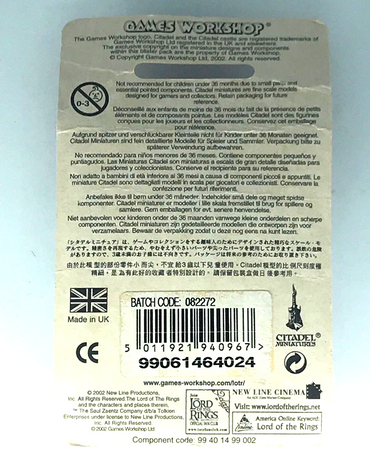 GAMES WORKSHOP
The Games Workshop logo, Citadel and the Citadel castle are registered trademarks of
Games Workshop Ltd registered in the UK and elsewhere.
The exclusive copyright on the miniature designs and components
within this blister pack are the property of Games Workshop Ltd.
© Copyright Games Workshop Ltd, 2002. All rights reserved
0-3
Not recommended for children under 36 months due to small and
essential pointed components. Citadel miniatures are fine scale models
designed for gamers and collectors. Retain packaging for future
reference.
Déconseillé aux enfants de moins de 36 mois du fait de la présence de petits
éléments et de composants pointus. Les modèles Citadel sont des figurines
conçues pour les joueurs et les collectionneurs. Conservez cet emballage
pour référence.
Aufgrund spitzer und verschluckbarer Kleinteile nicht für Kinder unter 36 Monaten geeignet.
Citadel Miniaturen sind fein detaillierte Modelle für Spieler und Sammler. Verpackung bitte zu
späterer Verwendung aufbewahren.
No recomendado para niños menores de 36 meses. Contiene componentes pequeños y
puntiagudos. Las Miniaturas Citadel son miniaturas a escala de gran detalle diseñadas para
jugadores y coleccionistas. Conserve el recipiente para su referencia.
Non adatto a bambini di età inferiore ai 36 mesi a causa di componenti piccoli e appuntiti. Le
miniature Citadel sono dettagliati modelli in scala per giocatori e collezionisti. Conservare la
confezione per futuri riferimenti.
Anbefales ikke til børn under 36 måneder. Indeholder små dele og meget spidse
komponenter. Citadel miniaturer er modeller i lille skala fremstillet til brug for spillere og
samlere. Gem emballagen for evt. senere henvendelse.
Niet aanbevolen voor kinderen onder de 36 maanden vanwege kleine onderdelen en scherpe
componenten. Citadel miniaturen zijn gedetailleerde modellen die ontworpen zijn voor
verzamelaars. Bewaar de verpakking zodat u deze nog eens na kunt lezen.
Made in UK
BATCH CODE: 082272
5 011921 940967 >
99061464024
CITADEL
MINIATURES
CE
www.games-workshop.com/lotr/
© 2002 New Line Productions,
Inc. All Rights Reserved The Lord of the Rings
and the characters and places therein,
™ The Saul Zaentz Company d/b/a Tolkien
Enterprises under license to New Line Productions, Inc.
All Rights Reserved.
© 2002 Games Workshop Ltd.
Join
THE LORD OF THE RINGS
OFFICIAL FAN CLUB
www.lotrfanclub.com
NEW LINE CINEMA
Visit: www.lordoftherings.net
America Online Keyword:
Lord of the Rings
Component code: 99 40 14 99 002